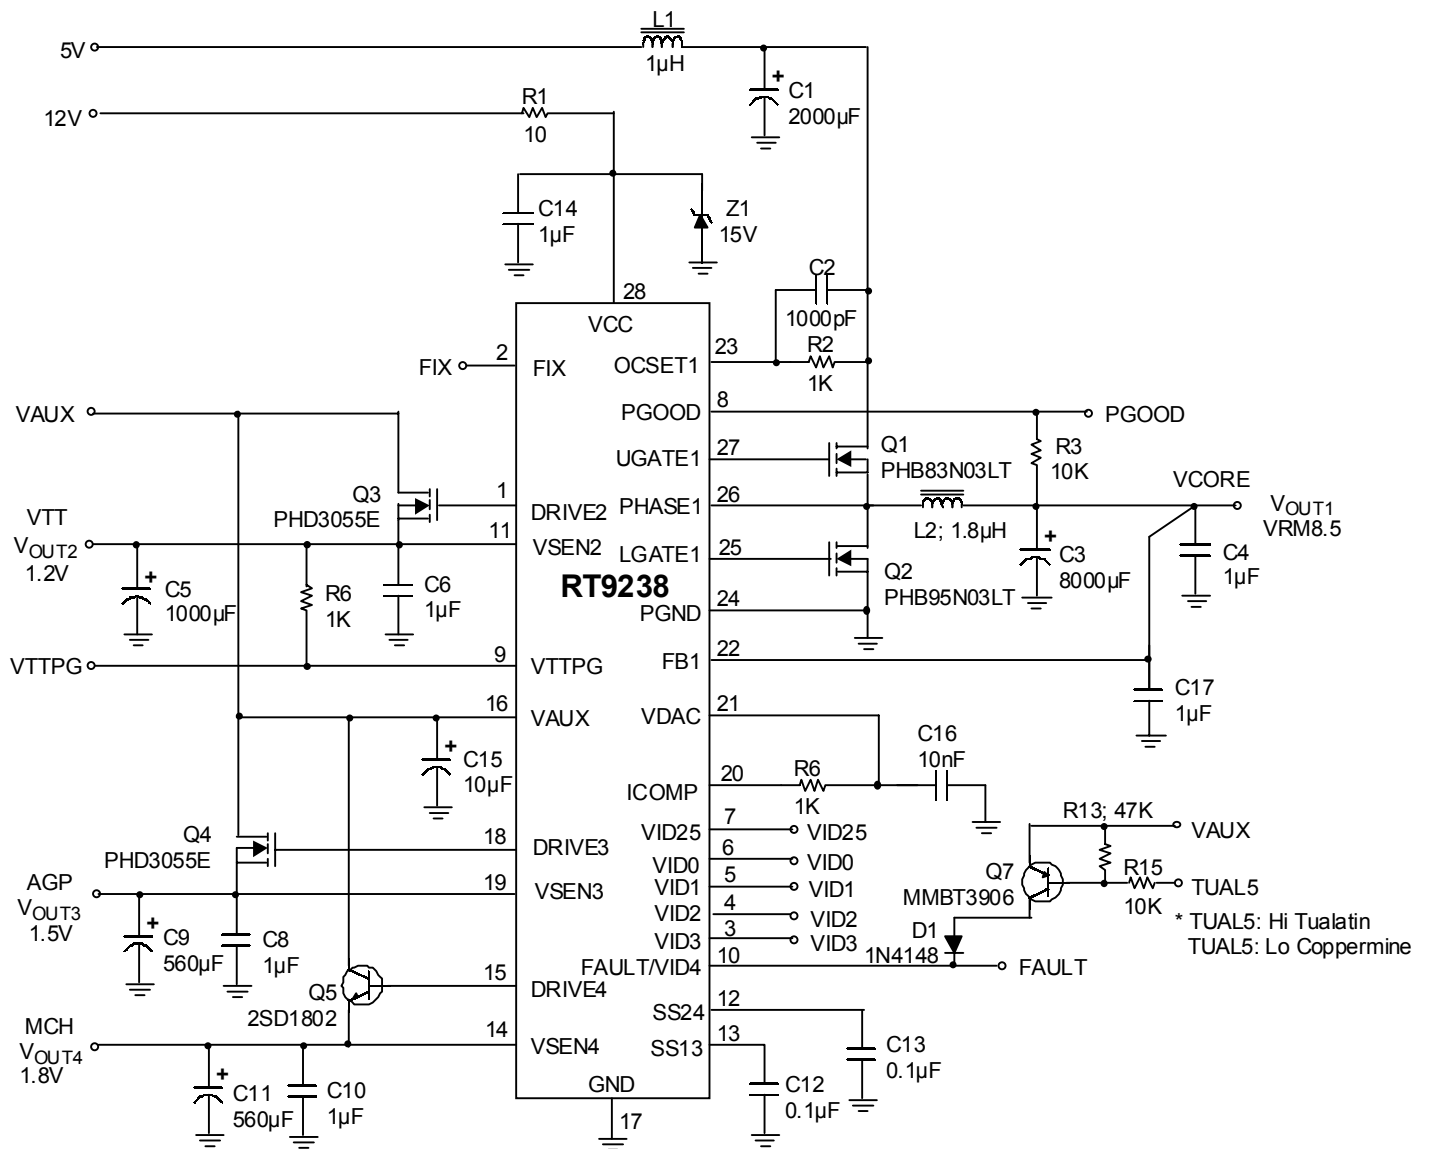 L1
5V
1µH
+
C1
2000µF
12V
R1
10
C14
1µF
Z1
15V
C2
1000pF
28
VCC
FIX
2
FIX
OCSET1
23
R2
1K
VAUX
PGOOD
8
PGOOD
UGATE1
27
Q1
PHB83N03LT
R3
10K
VCORE
Q3
PHD3055E
1
DRIVE2
PHASE1
26
L2; 1.8µH
VOUT1
VRM8.5
VTT
VOUT2
1.2V
11
VSEN2
LGATE1
25
Q2
PHB95N03LT
+
C3
8000µF
C4
1µF
+
C5
1000µF
R6
1K
C6
1µF
RT9238
PGND
24
VTTPG
9
VTTPG
FB1
22
C17
1µF
16
VAUX
VDAC
21
+
C15
10µF
C16
10nF
ICOMP
20
R6
1K
Q4
PHD3055E
18
DRIVE3
VID25
7
VID25
R13; 47K
VAUX
VID0
6
VID0
AGP
VOUT3
1.5V
19
VSEN3
VID1
5
VID1
Q7
MMBT3906
R15
10K
TUAL5
VID2
4
VID2
* TUAL5: Hi Tualatin
TUAL5: Lo Coppermine
+
C9
560µF
C8
1µF
VID3
3
VID3
D1
1N4148
FAULT/VID4
10
FAULT
Q5
2SD1802
15
DRIVE4
SS24
12
C13
0.1µF
MCH
VOUT4
1.8V
14
VSEN4
SS13
13
C12
0.1µF
+
C11
560µF
C10
1µF
GND
17